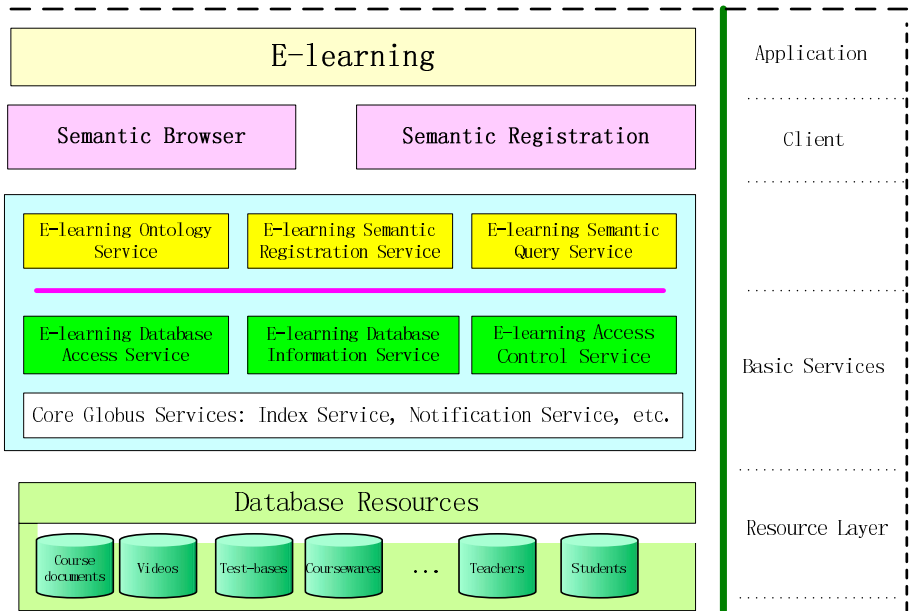 E-learning
Application
Semantic Browser
Semantic Registration
Client
E-learning Ontology
Service
E-learning Semantic
Registration Service
E-learning Semantic
Query Service
E-learning Database
Access Service
E-learning Database
Information Service
E-learning Access
Control Service
Basic Services
Core Globus Services: Index Service, Notification Service, etc.
Database Resources
Resource Layer
Course
documents
Videos
Test-bases
Coursewares
...
Teachers
Students